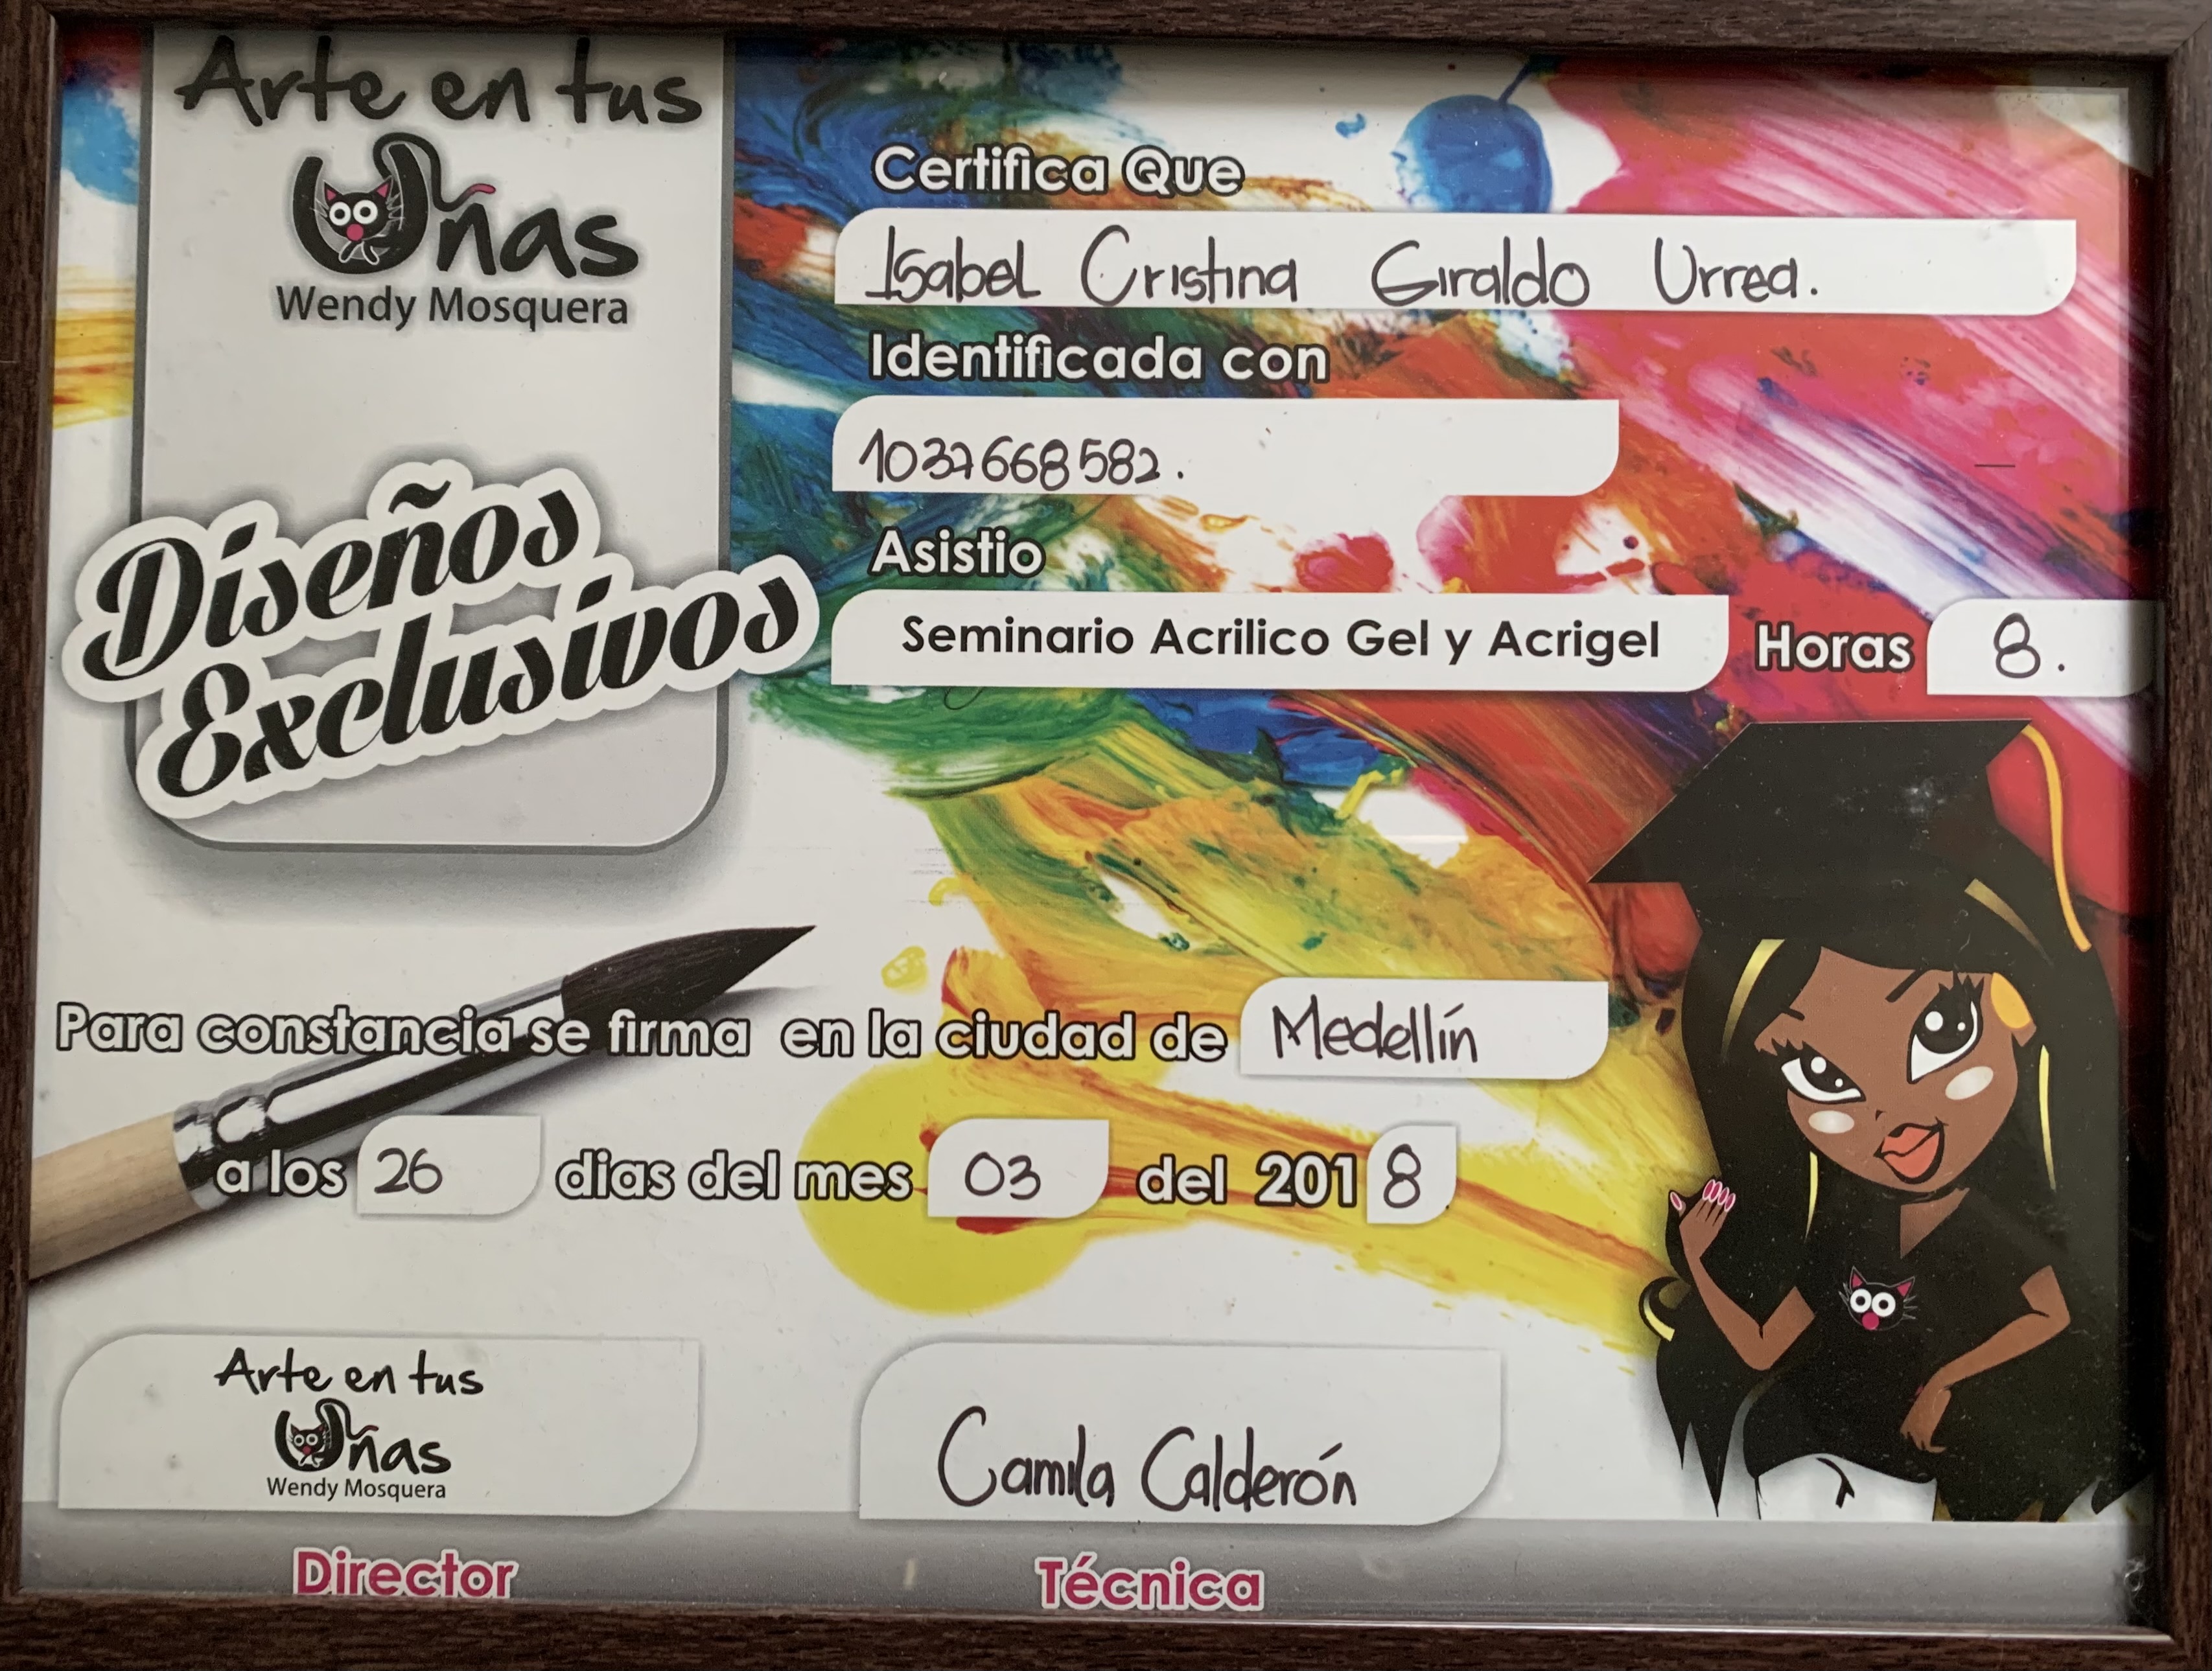 Arte en tus
Uñas
Wendy Mosquera
Diseños
Exclusivos
Certifica Que
Isabel Cristina Giraldo Urrea.
Identificada con
1037668582.
Asistio
Seminario Acrilico Gel y Acrigel Horas 8.
Para constancia se firma en la ciudad de Medellín
a los 26 dias del mes 03 del 2018
Arte en tus
Uñas
Wendy Mosquera
Camila Calderón
Director Técnica